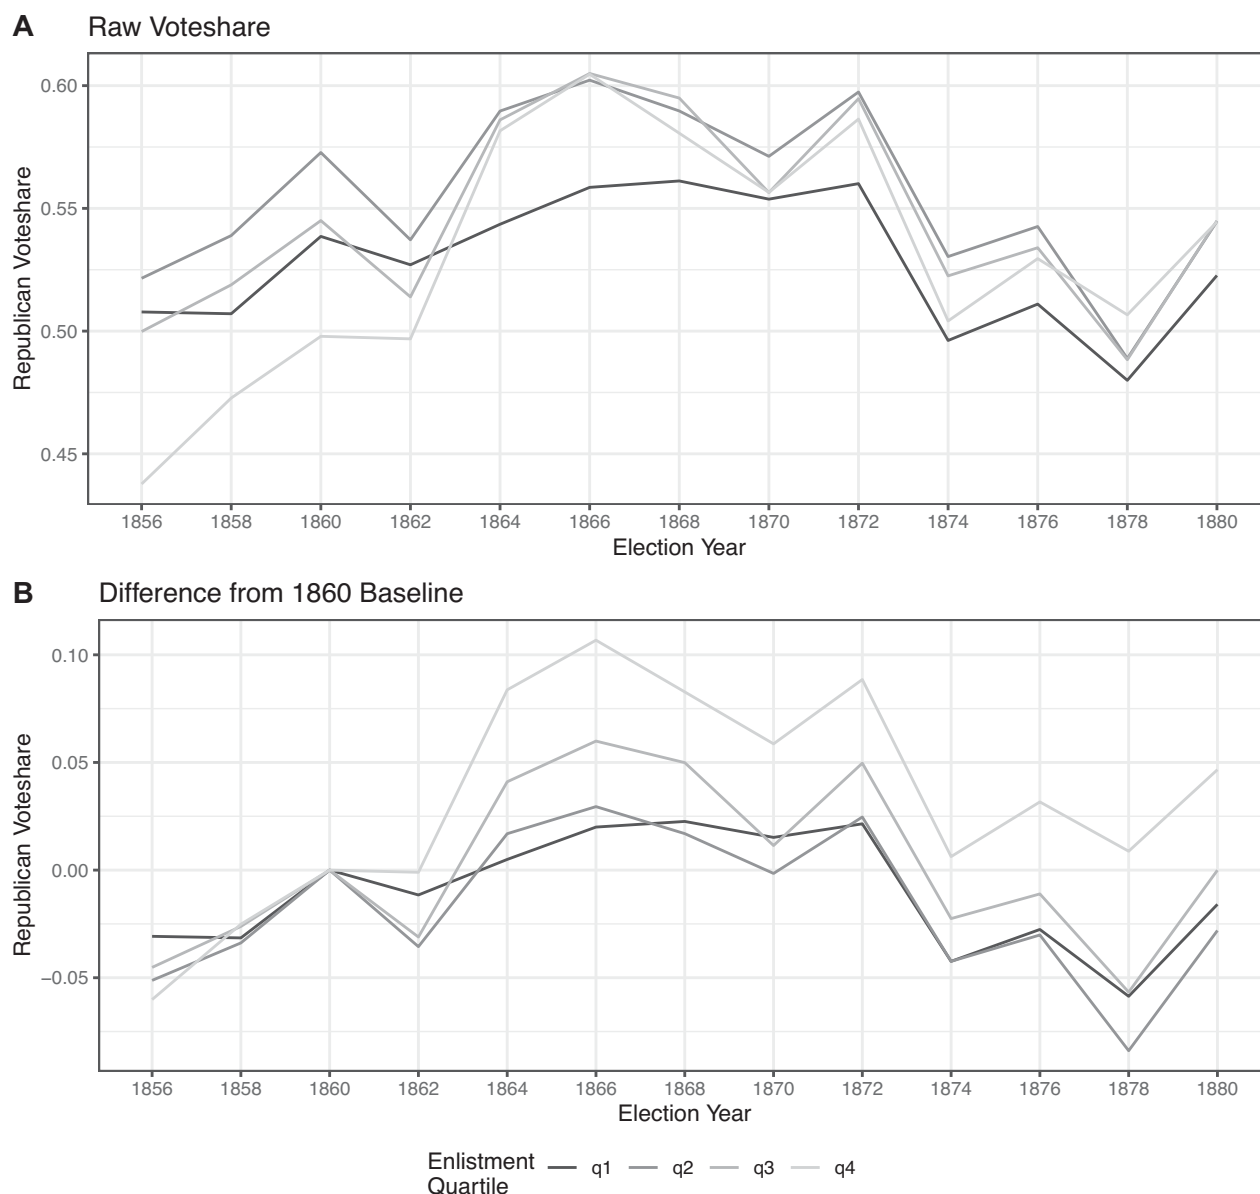 A Raw Voteshare
Republican Voteshare
0.60
0.55
0.50
0.45
1856 1858 1860 1862 1864 1866 1868 1870 1872 1874 1876 1878 1880
Election Year
B Difference from 1860 Baseline
Republican Voteshare
0.10
0.05
0.00
−0.05
1856 1858 1860 1862 1864 1866 1868 1870 1872 1874 1876 1878 1880
Election Year
Enlistment
Quartile
q1 q2 q3 q4